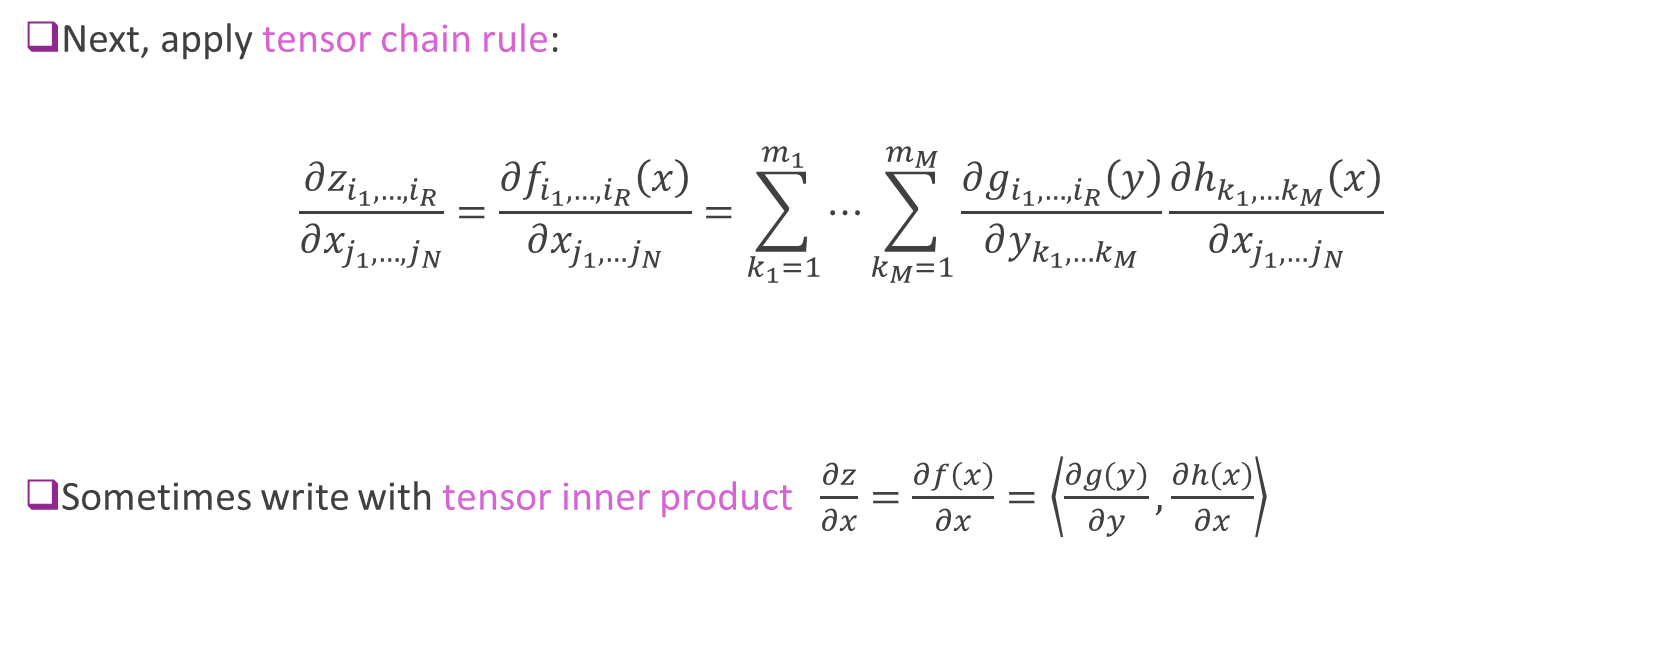 ❑Next, apply tensor chain rule:
∂z_{i_1,…,i_R}/∂x_{j_1,…,j_N} = ∂f_{i_1,…,i_R}(x)/∂x_{j_1,…j_N} = ∑_{k_1=1}^{m_1} ⋯ ∑_{k_M=1}^{m_M} ∂g_{i_1,…,i_R}(y)/∂y_{k_1,…k_M} ∂h_{k_1,…k_M}(x)/∂x_{j_1,…j_N}
❑Sometimes write with tensor inner product ∂z/∂x = ∂f(x)/∂x = ⟨∂g(y)/∂y, ∂h(x)/∂x⟩